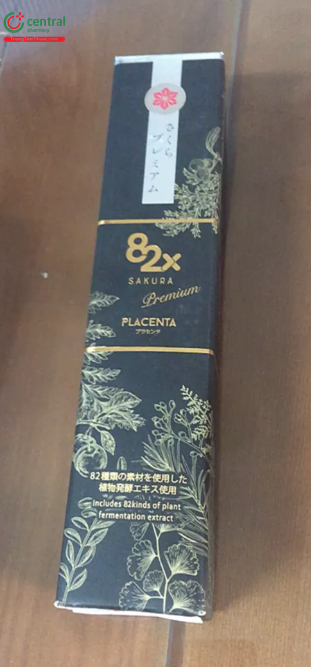 central
pharmacy
さくら
プレミアム
82x
SAKURA
Premium
PLACENTA
プラセンタ
82種類の素材を使用した
植物発酵エキス使用
Includes 82kinds of plant
fermentation extract